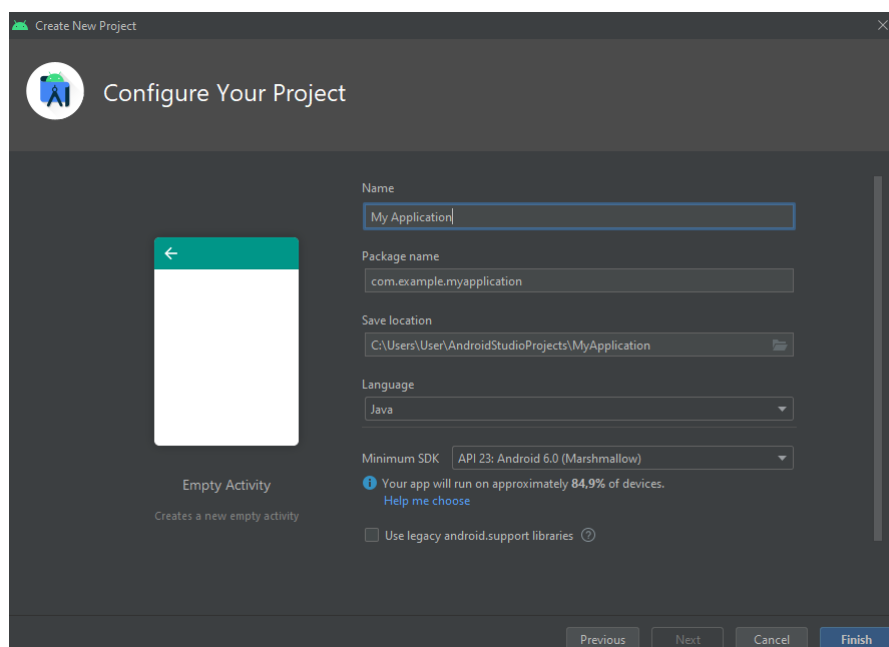 Create New Project
Configure Your Project
Name
My Application
Package name
com.example.myapplication
Save location
C:\Users\User\AndroidStudioProjects\MyApplication
Language
Java
Minimum SDK API 23: Android 6.0 (Marshmallow)
Your app will run on approximately 84,9% of devices.
Help me choose
Use legacy android.support libraries ?
Empty Activity
Creates a new empty activity
Previous Next Cancel Finish